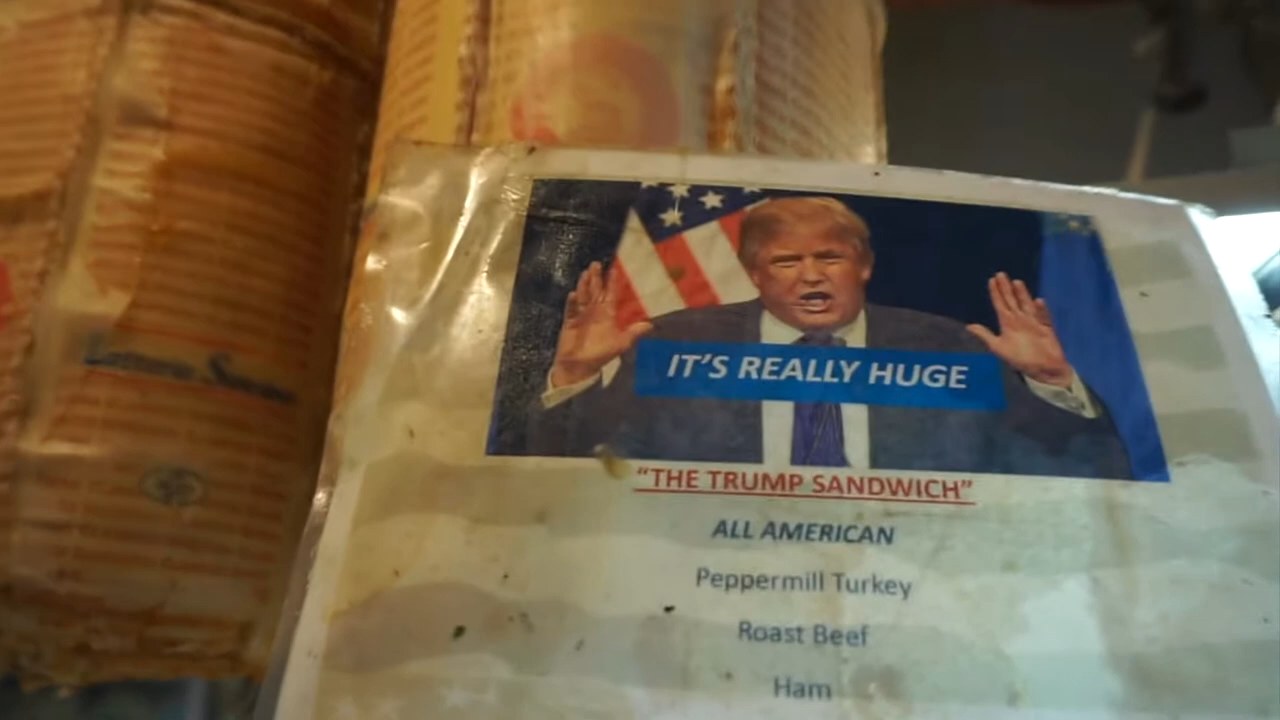 IT'S REALLY HUGE
"THE TRUMP SANDWICH"
ALL AMERICAN
Peppermill Turkey
Roast Beef
Ham